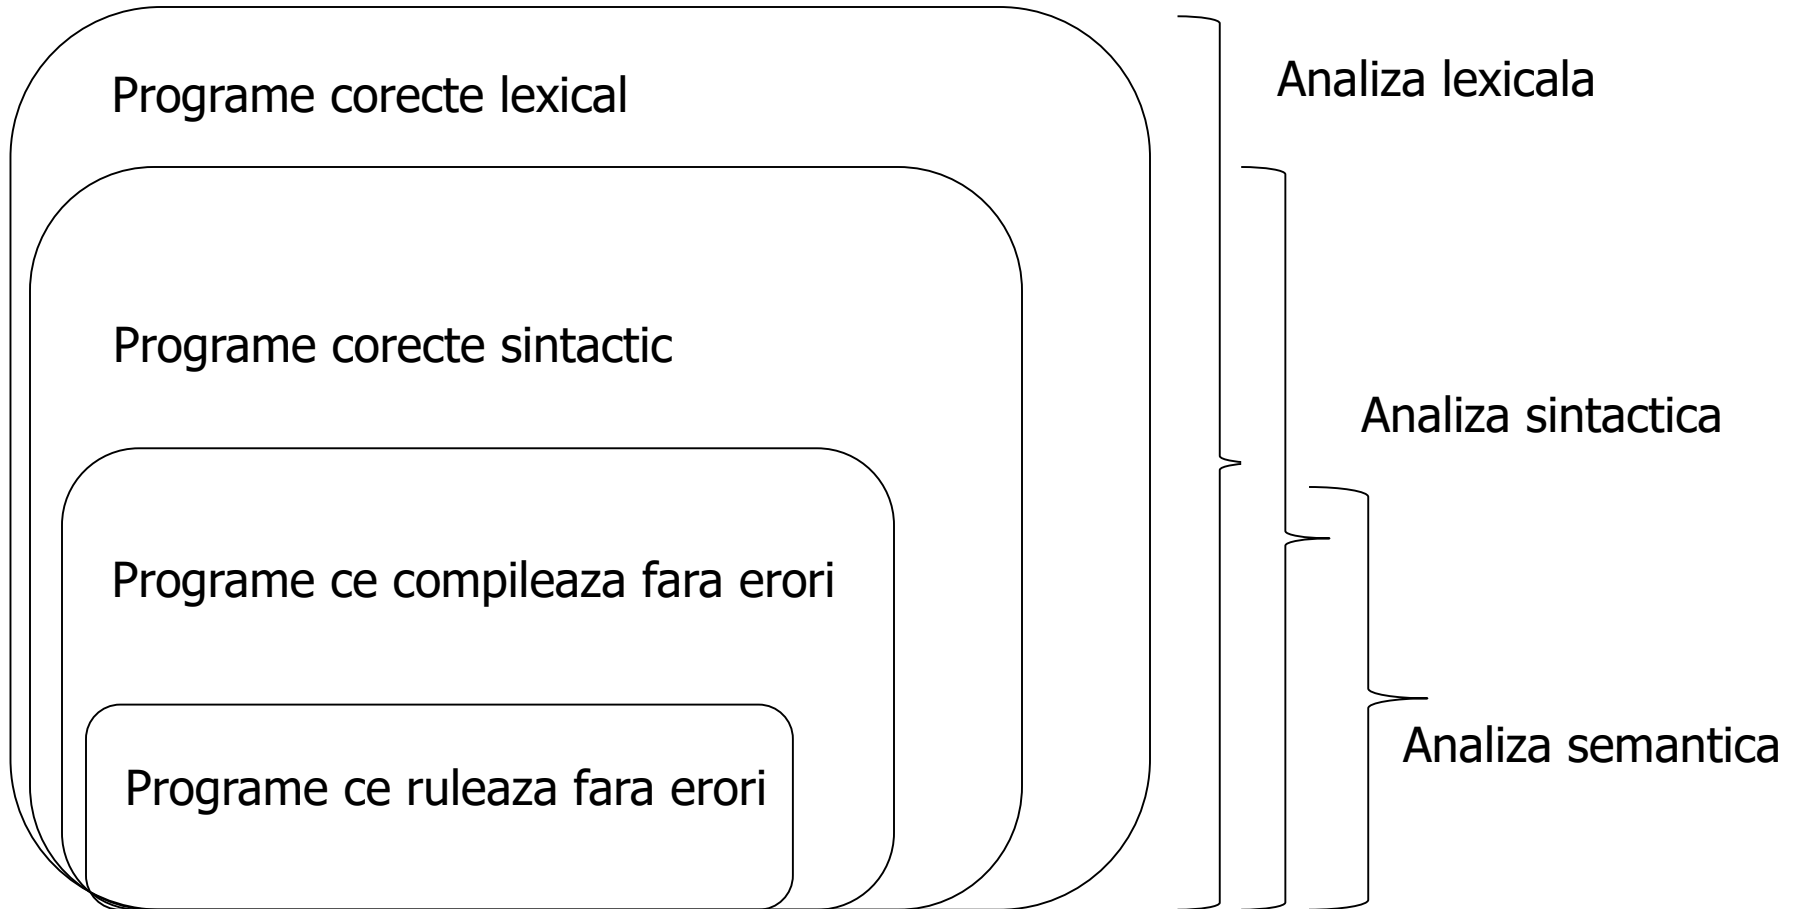 Programe corecte lexical
Analiza lexicala
Programe corecte sintactic
Analiza sintactica
Programe ce compileaza fara erori
Analiza semantica
Programe ce ruleaza fara erori